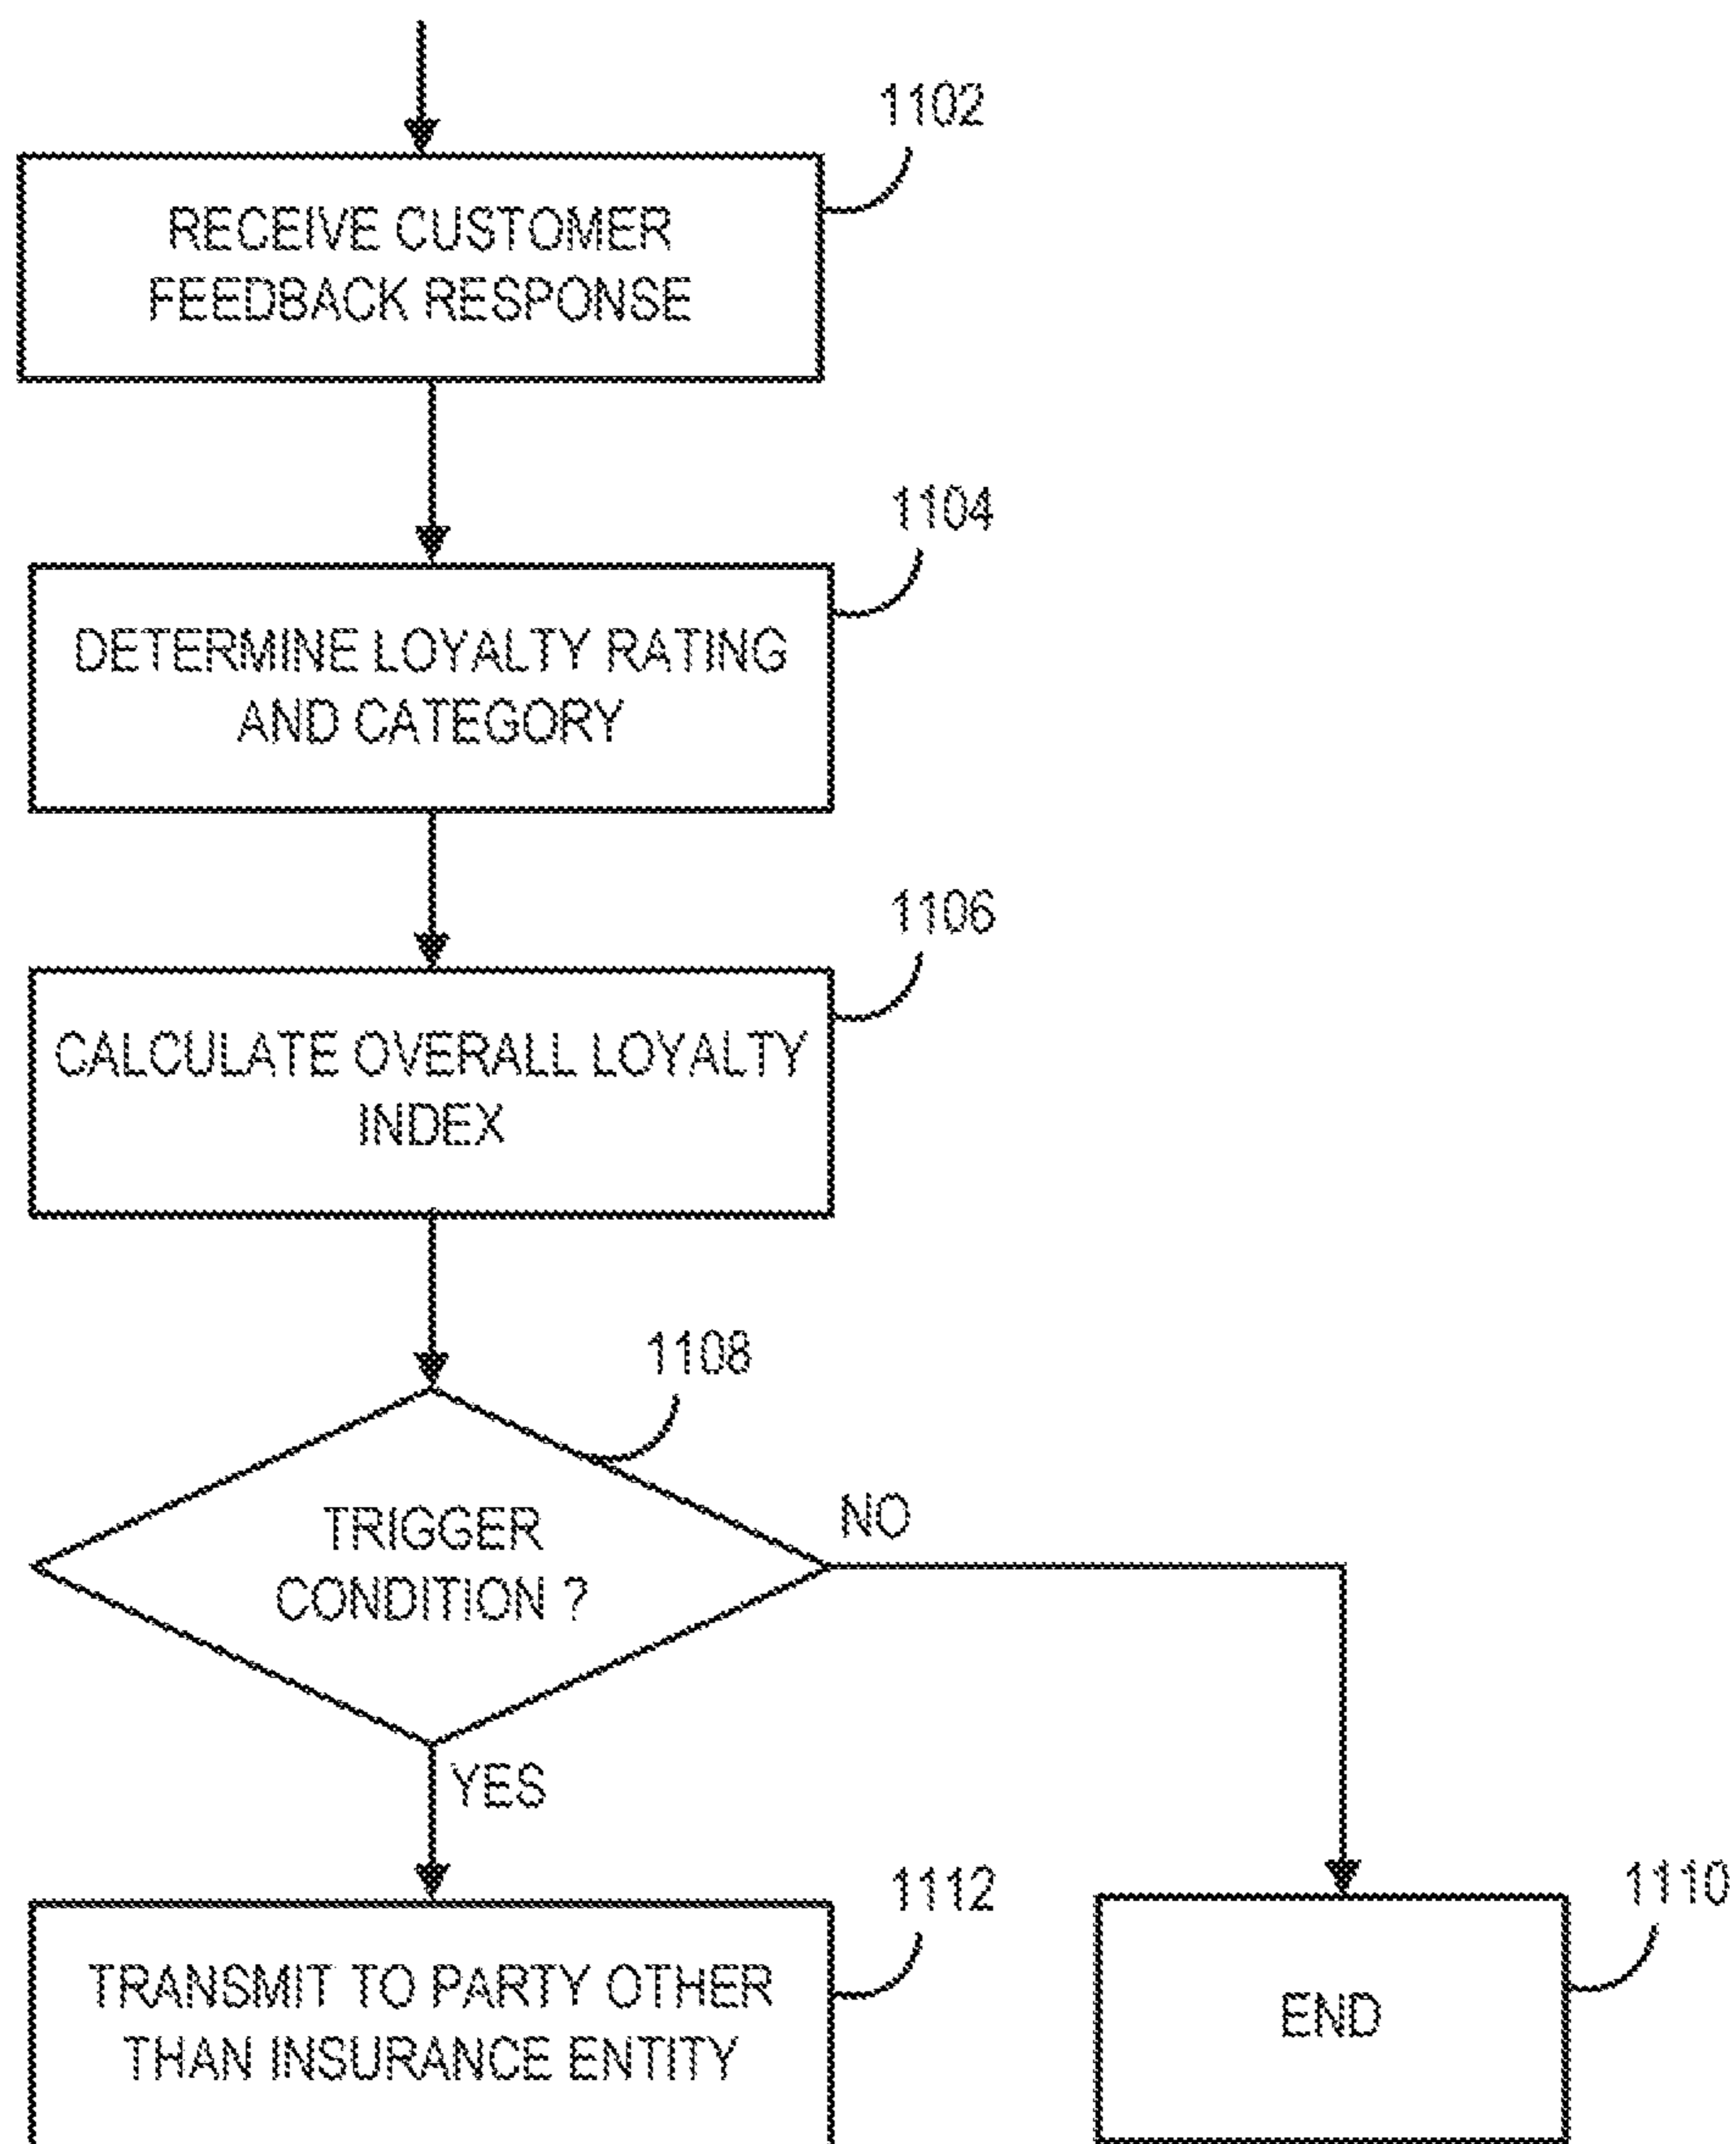 1102
RECEIVE CUSTOMER
FEEDBACK RESPONSE
1104
DETERMINE LOYALTY RATING
AND CATEGORY
1106
CALCULATE OVERALL LOYALTY
INDEX
1108
TRIGGER
CONDITION ?
NO
YES
1112
TRANSMIT TO PARTY OTHER
THAN INSURANCE ENTITY
1110
END